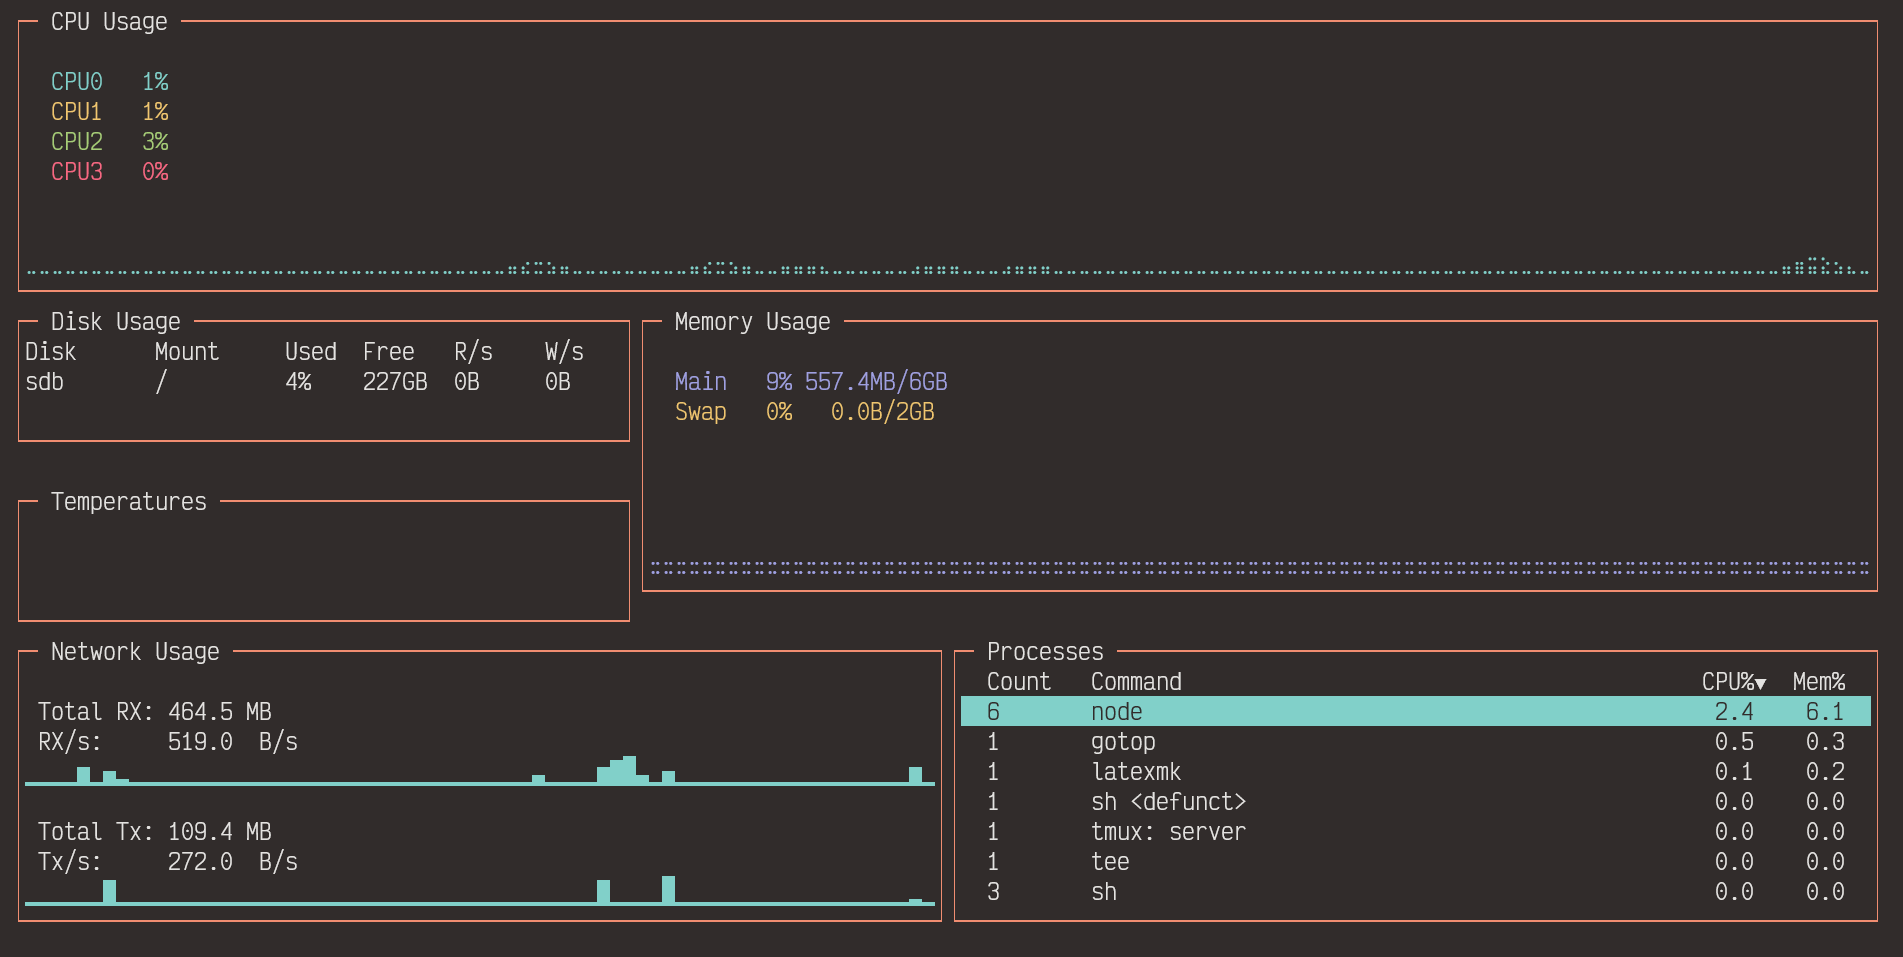 CPU Usage
CPU0 1%
CPU1 1%
CPU2 3%
CPU3 0%
Disk Usage
Disk Mount Used Free R/s W/s
sdb / 4% 227GB 0B 0B
Memory Usage
Main 9% 557.4MB/6GB
Swap 0% 0.0B/2GB
Temperatures
Network Usage
Total RX: 464.5 MB
RX/s: 519.0 B/s
Total Tx: 109.4 MB
Tx/s: 272.0 B/s
Processes
Count Command CPU%▼ Mem%
6 node 2.4 6.1
1 gotop 0.5 0.3
1 latexmk 0.1 0.2
1 sh <defunct> 0.0 0.0
1 tmux: server 0.0 0.0
1 tee 0.0 0.0
3 sh 0.0 0.0